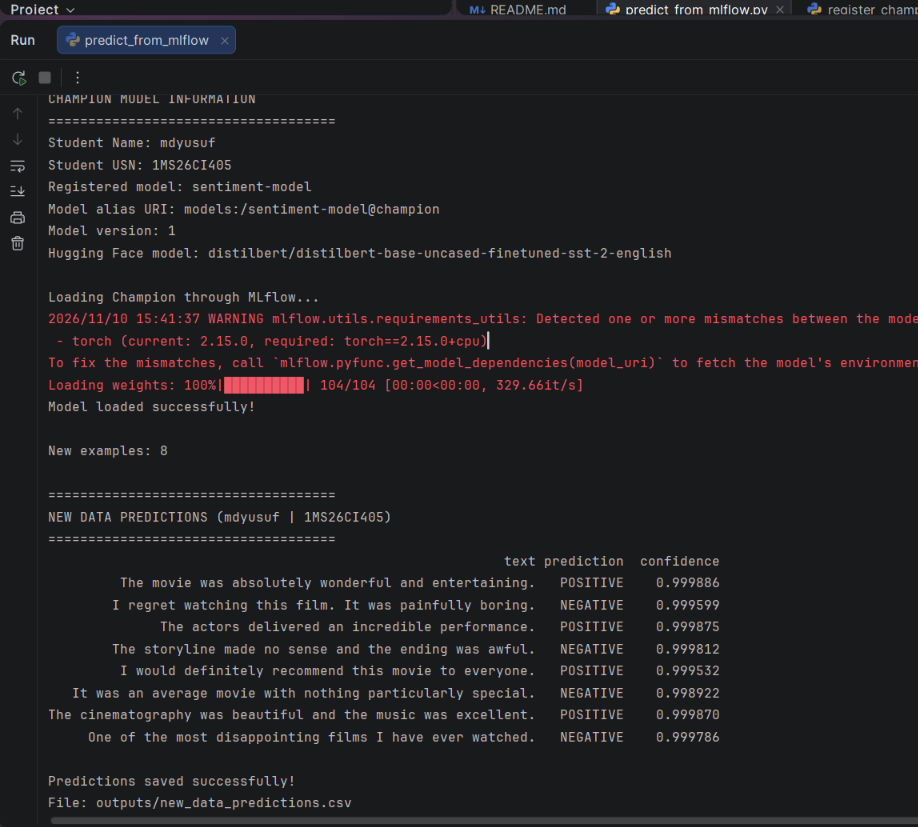 Project
README.md
predict_from_mlflow.py
register_champ
Run
predict_from_mlflow
CHAMPION MODEL INFORMATION
====================================
Student Name: mdyusuf
Student USN: 1MS26CI405
Registered model: sentiment-model
Model alias URI: models:/sentiment-model@champion
Model version: 1
Hugging Face model: distilbert/distilbert-base-uncased-finetuned-sst-2-english
Loading Champion through MLflow...
2026/11/10 15:41:37 WARNING mlflow.utils.requirements_utils: Detected one or more mismatches between the mode
- torch (current: 2.15.0, required: torch==2.15.0+cpu)
To fix the mismatches, call `mlflow.pyfunc.get_model_dependencies(model_uri)` to fetch the model's environmen
Loading weights: 100%|██████████| 104/104 [00:00<00:00, 329.66it/s]
Model loaded successfully!
New examples: 8
====================================
NEW DATA PREDICTIONS (mdyusuf | 1MS26CI405)
====================================
text prediction confidence
The movie was absolutely wonderful and entertaining. POSITIVE 0.999886
I regret watching this film. It was painfully boring. NEGATIVE 0.999599
The actors delivered an incredible performance. POSITIVE 0.999875
The storyline made no sense and the ending was awful. NEGATIVE 0.999812
I would definitely recommend this movie to everyone. POSITIVE 0.999532
It was an average movie with nothing particularly special. NEGATIVE 0.998922
The cinematography was beautiful and the music was excellent. POSITIVE 0.999870
One of the most disappointing films I have ever watched. NEGATIVE 0.999786
Predictions saved successfully!
File: outputs/new_data_predictions.csv